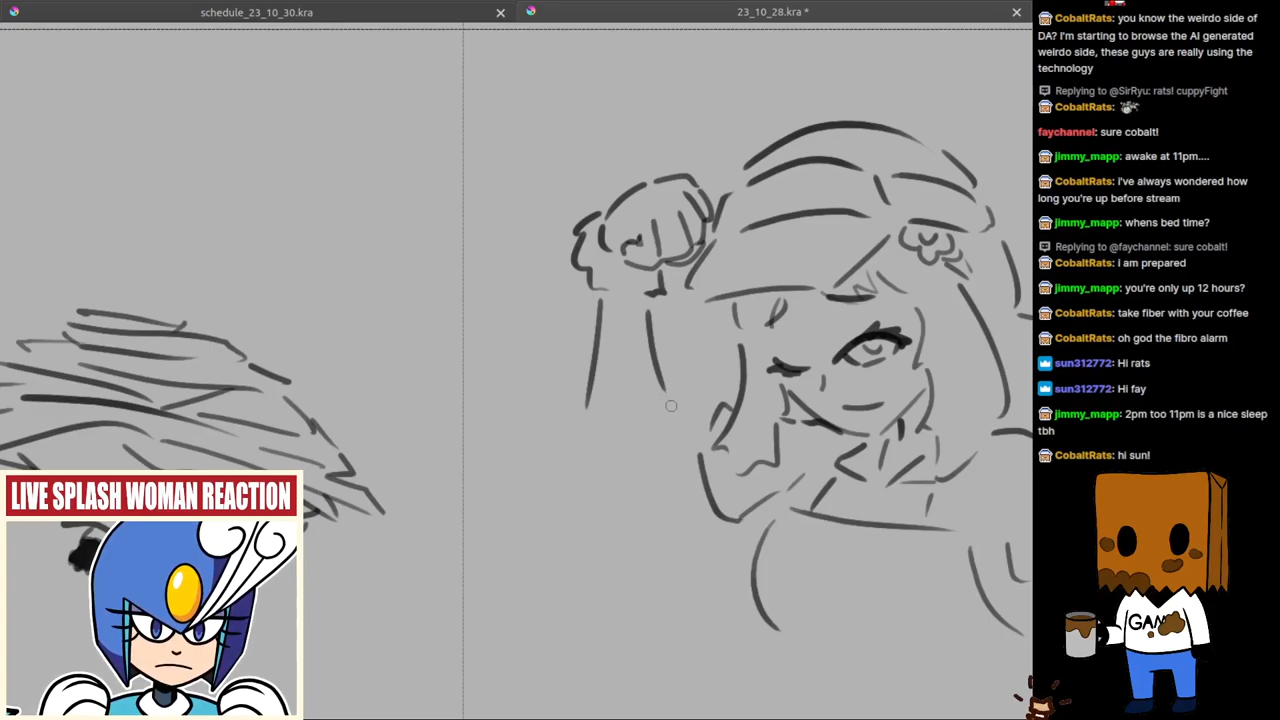 schedule_23_10_30.kra
23_10_28.kra *
CobaltRats: you know the weirdo side of
DA? I'm starting to browse the AI generated
weirdo side, these guys are really using the
technology
Replying to @SirRyu: rats! cuppyFight
CobaltRats:
faychannel: sure cobalt!
jimmy_mapp: awake at 11pm....
CobaltRats: i've always wondered how
long you're up before stream
jimmy_mapp: whens bed time?
Replying to @faychannel: sure cobalt!
CobaltRats: i am prepared
jimmy_mapp: you're only up 12 hours?
CobaltRats: take fiber with your coffee
CobaltRats: oh god the fibro alarm
sun312772: Hi rats
sun312772: Hi fay
jimmy_mapp: 2pm too 11pm is a nice sleep
tbh
CobaltRats: hi sun!
LIVE SPLASH WOMAN REACTION